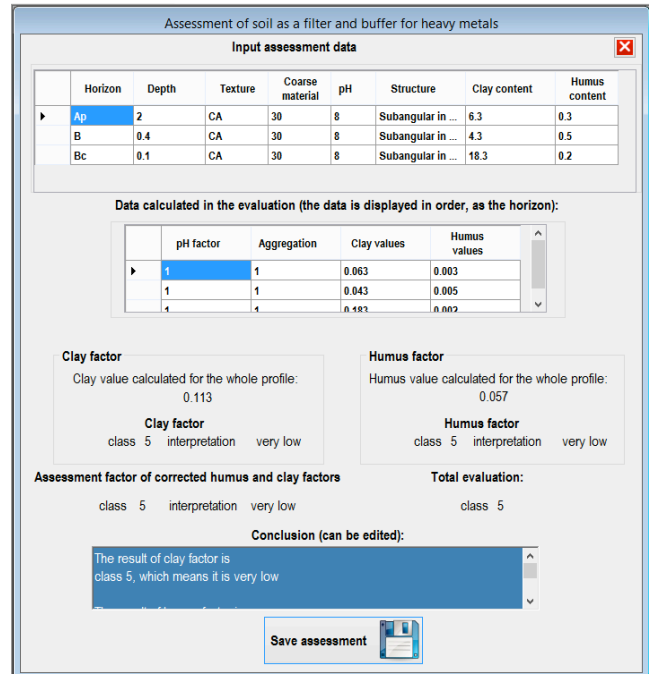 Assessment of soil as a filter and buffer for heavy metals
Input assessment data
Horizon Depth Texture Coarse material pH Structure Clay content Humus content
Ap 2 CA 30 8 Subangular in ... 6.3 0.3
B 0.4 CA 30 8 Subangular in ... 4.3 0.5
Bc 0.1 CA 30 8 Subangular in ... 18.3 0.2
Data calculated in the evaluation (the data is displayed in order, as the horizon):
pH factor Aggregation Clay values Humus values
1 1 0.063 0.003
1 1 0.043 0.005
1 1 0.183 0.002
Clay factor
Clay value calculated for the whole profile:
0.113
Clay factor
class 5 interpretation very low
Humus factor
Humus value calculated for the whole profile:
0.057
Humus factor
class 5 interpretation very low
Assessment factor of corrected humus and clay factors
class 5 interpretation very low
Total evaluation:
class 5
Conclusion (can be edited):
The result of clay factor is
class 5, which means it is very low
Save assessment